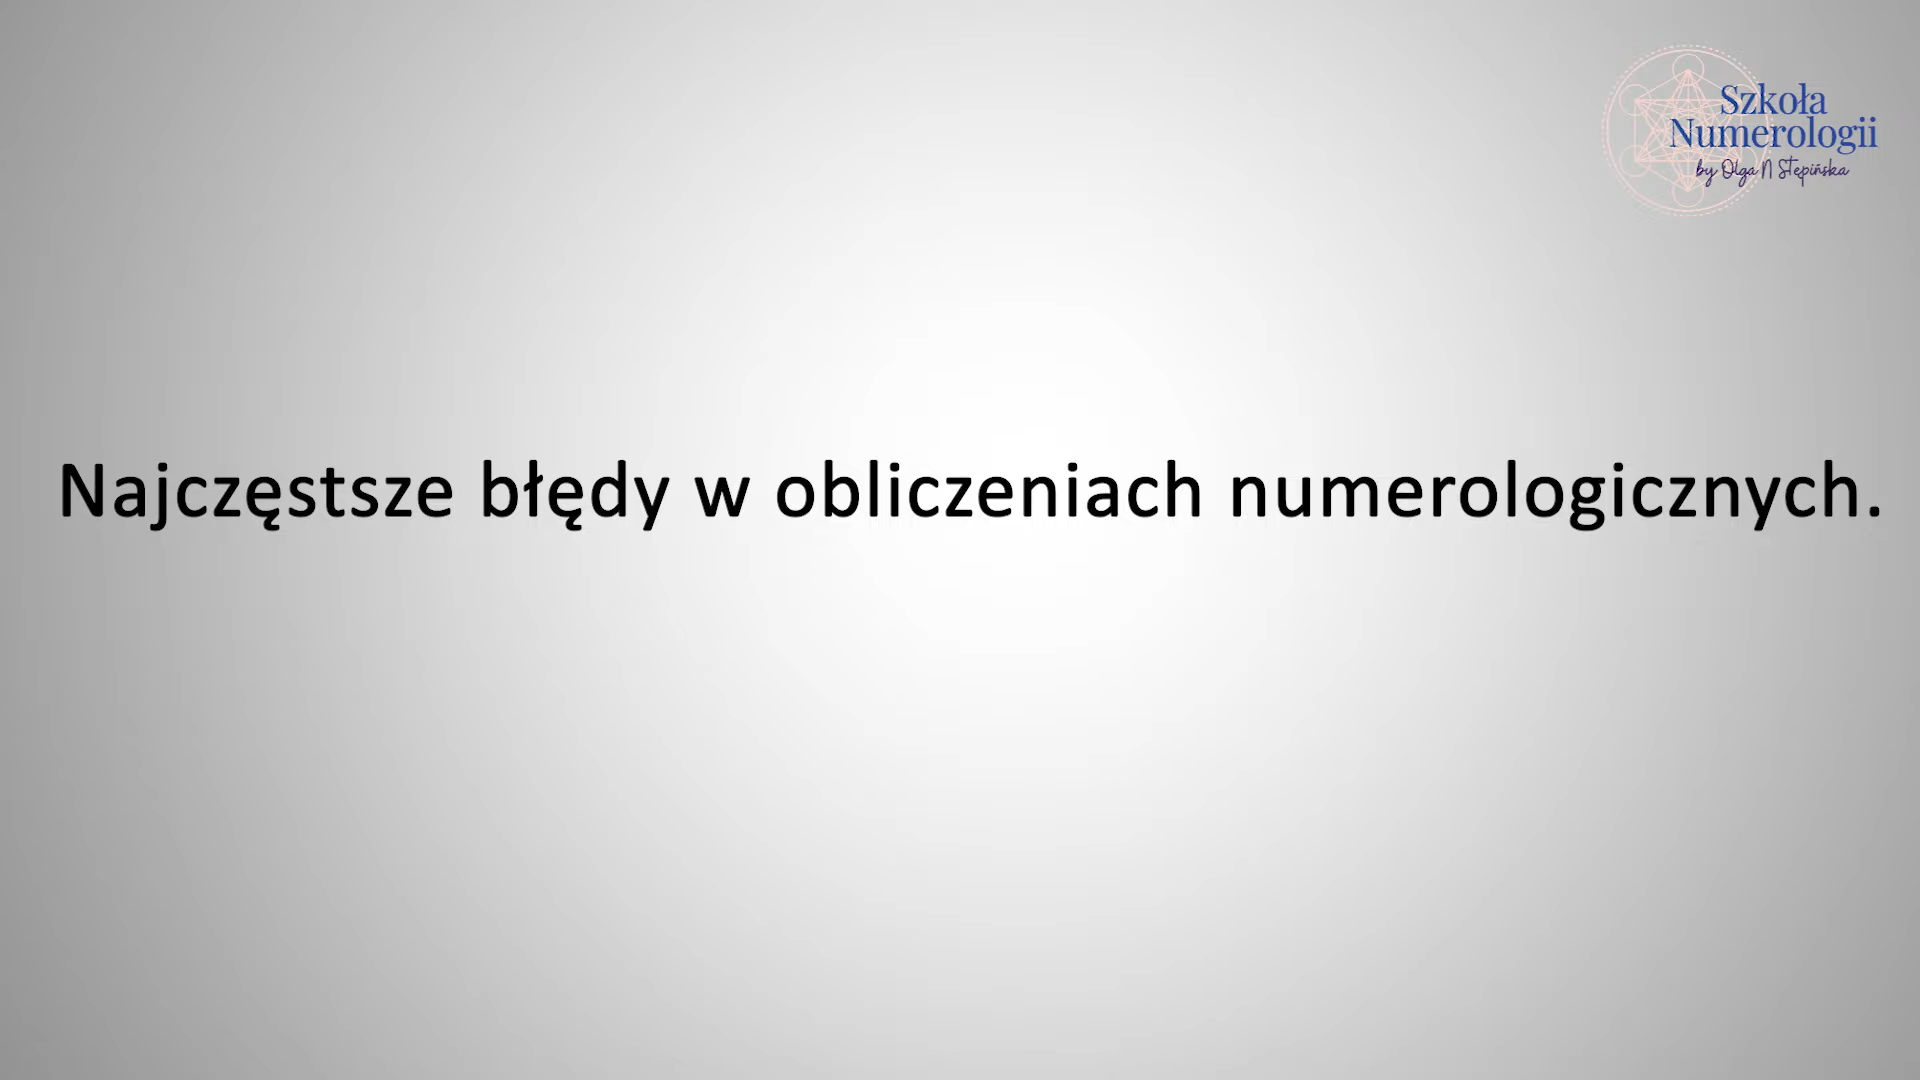 Szkoła
Numerologii
by Olga N Stępińska
Najczęstsze błędy w obliczeniach numerologicznych.